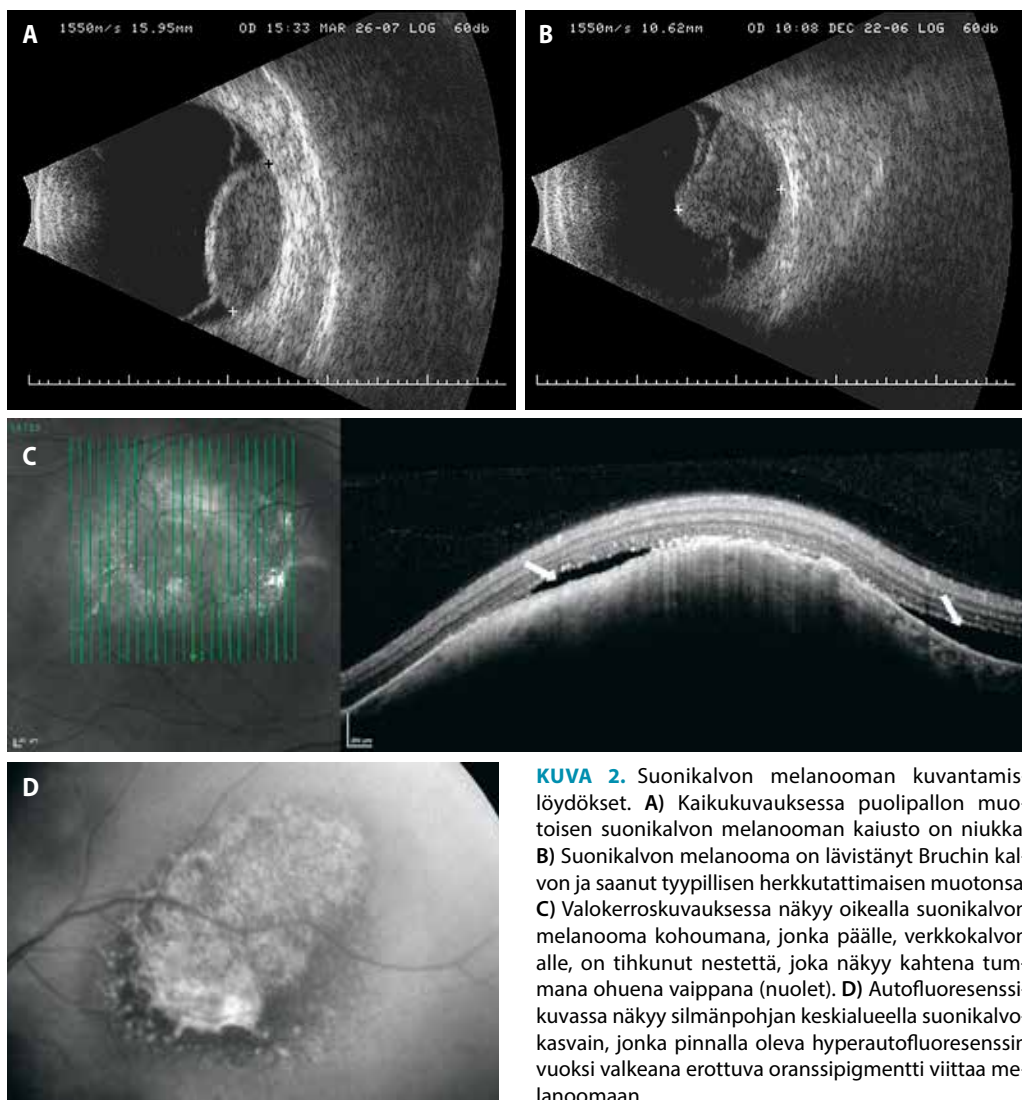 A
1550m/s 15.95mm OD 15:33 MAR 26-07 LOG 60db
B
1550m/s 10.62mm OD 10:08 DEC 22-06 LOG 60db
C
D
KUVA 2. Suonikalvon melanooman kuvantamis-
löydökset. A) Kaikukuvauksessa puolipallon muo-
toisen suonikalvon melanooman kaiusto on niukka.
B) Suonikalvon melanooma on lävistänyt Bruchin kal-
von ja saanut tyypillisen herkkutattimaisen muotonsa.
C) Valokerroskuvauksessa näkyy oikealla suonikalvon
melanooma kohoumana, jonka päälle, verkkokalvon
alle, on tihkunut nestettä, joka näkyy kahtena tum-
mana ohuena vaippana (nuolet). D) Autofluoresenssi-
kuvassa näkyy silmänpohjan keskialueella suonikalvo-
kasvain, jonka pinnalla oleva hyperautofluoresenssin
vuoksi valkeana erottuva oranssipigmentti viittaa me-
lanoomaan.